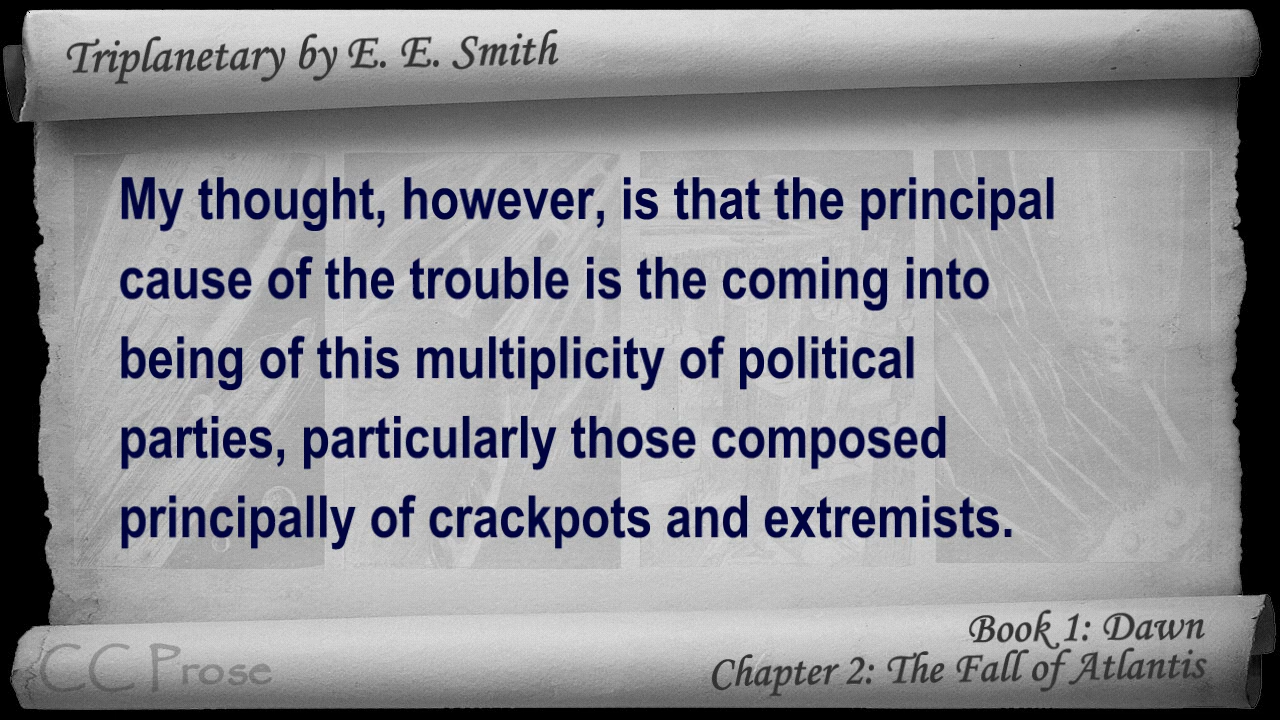 Triplanetary by E. E. Smith
My thought, however, is that the principal
cause of the trouble is the coming into
being of this multiplicity of political
parties, particularly those composed
principally of crackpots and extremists.
Book 1: Dawn
Chapter 2: The Fall of Atlantis
CC Prose